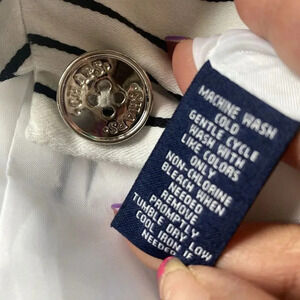 MACHINE WASH
COLD
GENTLE CYCLE
WASH WITH
LIKE COLORS
ONLY
NON-CHLORINE
BLEACH WHEN
NEEDED
REMOVE
PROMPTLY
TUMBLE DRY LOW
COOL IRON IF
NEEDED